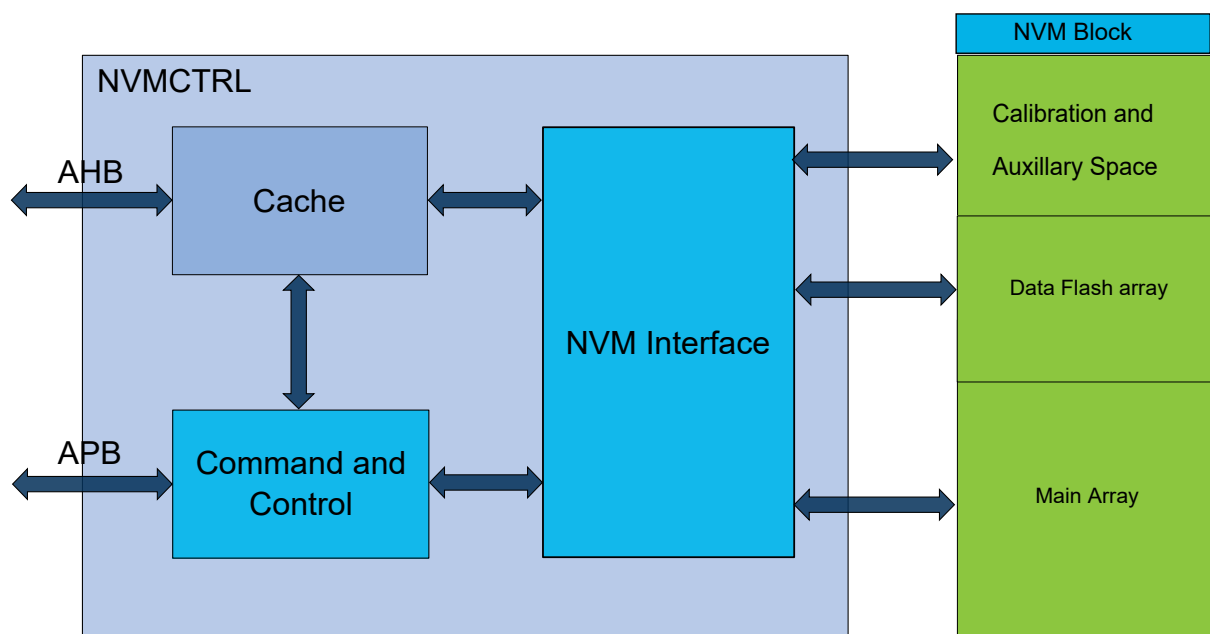 NVM Block
NVMCTRL
Calibration and
Auxillary Space
AHB
Cache
Data Flash array
NVM Interface
APB
Command and
Control
Main Array